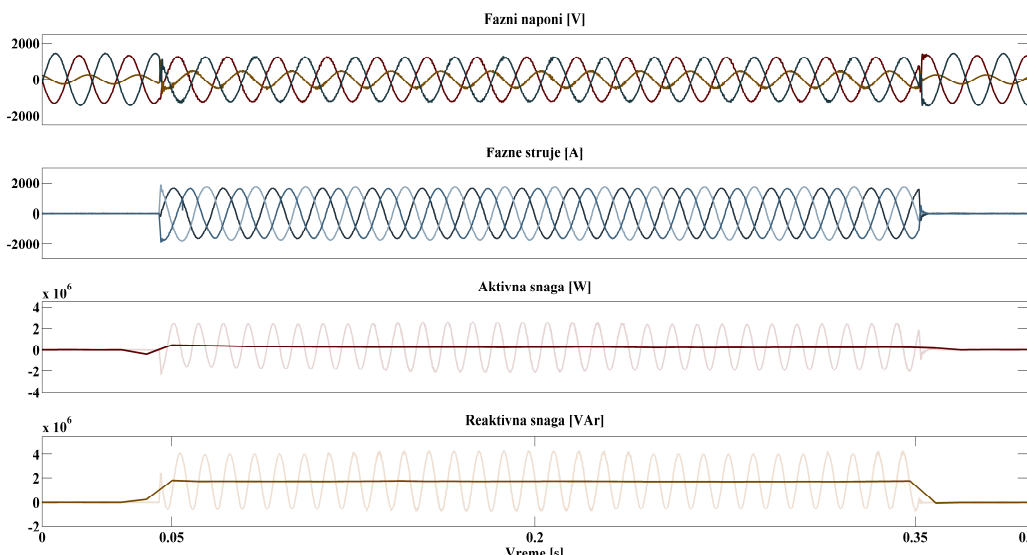 Fazni naponi [V]
2000
0
-2000
Fazne struje [A]
2000
0
-2000
Aktivna snaga [W]
x 10^6
4
2
0
-2
-4
Reaktivna snaga [VAr]
x 10^6
4
2
0
-2
0 0.05 0.2 0.35
Vreme [s]